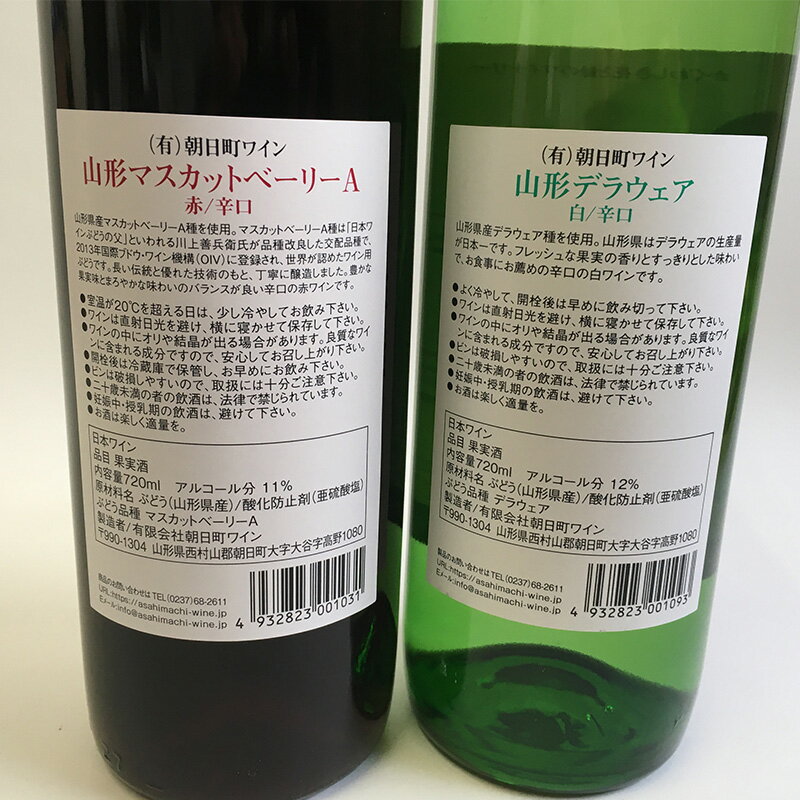 (有)朝日町ワイン
山形マスカットベーリーA
赤/辛口
山形県産マスカットベーリーA種を使用。マスカットベーリーA種は「日本ワ
インぶどうの父」といわれる川上善兵衛氏が品種改良した交配品種で、
2013年国際ブドウ・ワイン機構(OIV)に登録され、世界が認めたワイン用
ぶどうです。長い伝統と優れた技術のもと、丁寧に醸造しました。豊かな
果実味とまろやかな味わいのバランスが良い辛口の赤ワインです。
●室温が20℃を超える日は、少し冷やしてお飲み下さい。
●ワインは直射日光を避け、横に寝かせて保存して下さい。
●ワインの中にオリや結晶が出る場合があります。良質なワイ
ンに含まれる成分ですので、安心してお召し上がり下さい。
●開栓後は冷蔵庫で保管し、お早めにお飲み下さい。
●ビンは破損しやすいので、取扱には十分ご注意下さい。
●二十歳未満の者の飲酒は、法律で禁じられています。
●妊娠中・授乳期の飲酒は、避けて下さい。
●お酒は楽しく適量を。
日本ワイン
品目 果実酒
内容量720ml アルコール分 11%
原材料名 ぶどう(山形県産)/酸化防止剤(亜硫酸塩)
ぶどう品種 マスカットベーリーA
製造者/有限会社朝日町ワイン
〒990-1304 山形県西村山郡朝日町大字大谷字高野1080
商品のお問い合わせは TEL(0237)68-2611
URL:https://asahimachi-wine.jp
E-メール:info@asahimachi-wine.jp
4 932823 001031
(有)朝日町ワイン
山形デラウェア
白/辛口
山形県産デラウェア種を使用。山形県はデラウェアの生産量
が日本一です。フレッシュな果実の香りとすっきりとした味わい
で、お食事にお薦めの辛口の白ワインです。
●よく冷やして、開栓後は早めに飲み切って下さい。
●ワインは直射日光を避け、横に寝かせて保存して下さい。
●ワインの中にオリや結晶が出る場合があります。良質なワイ
ンに含まれる成分ですので、安心してお召し上がり下さい。
●ビンは破損しやすいので、取扱には十分ご注意下さい。
●二十歳未満の者の飲酒は、法律で禁じられています。
●妊娠中・授乳期の飲酒は、避けて下さい。
●お酒は楽しく適量を。
日本ワイン
品目 果実酒
内容量720ml アルコール分 12%
原材料名 ぶどう(山形県産)/酸化防止剤(亜硫酸塩)
ぶどう品種 デラウェア
製造者/有限会社朝日町ワイン
〒990-1304 山形県西村山郡朝日町大字大谷字高野1080
製品のお問い合わせは TEL(0237)68-2611
URL:https://asahimachi-wine.jp
E-メール:info@asahimachi-wine.jp
4 932823 001093